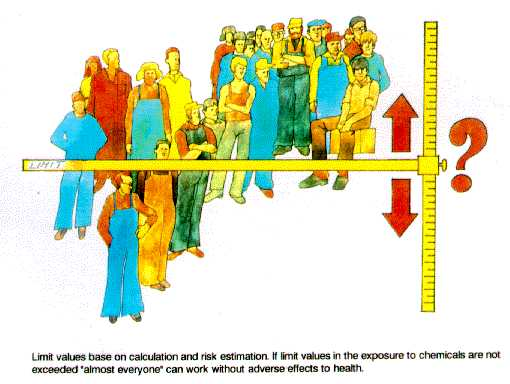 LIMIT
?
Limit values base on calculation and risk estimation. If limit values in the exposure to chemicals are not
exceeded "almost everyone" can work without adverse effects to health.